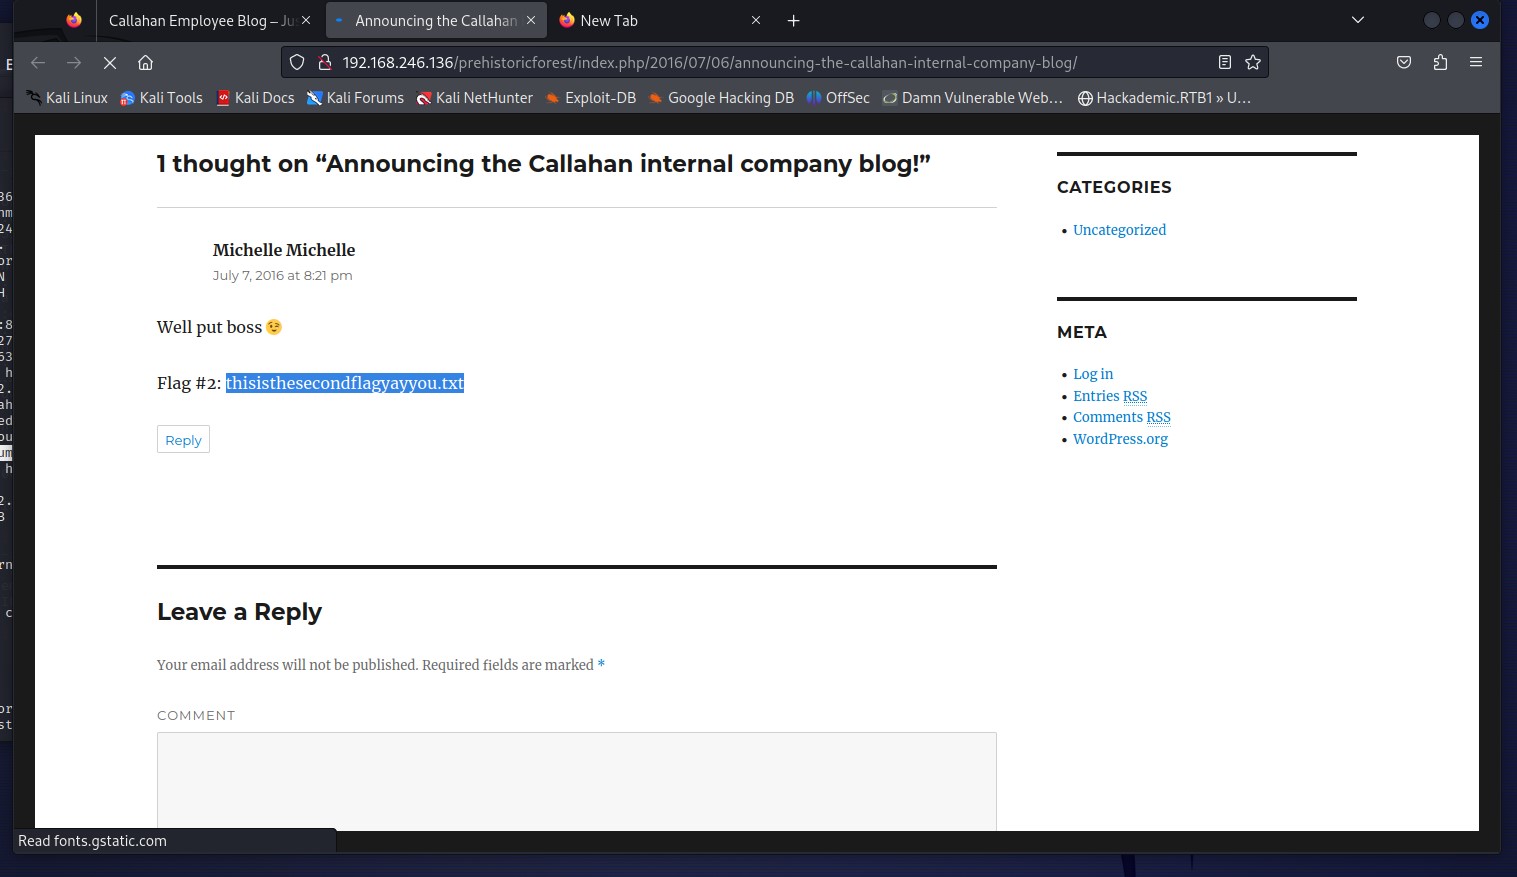 Callahan Employee Blog – Jus
Announcing the Callahan
New Tab
192.168.246.136/prehistoricforest/index.php/2016/07/06/announcing-the-callahan-internal-company-blog/
Kali Linux
Kali Tools
Kali Docs
Kali Forums
Kali NetHunter
Exploit-DB
Google Hacking DB
OffSec
Damn Vulnerable Web…
Hackademic.RTB1 » U…
1 thought on “Announcing the Callahan internal company blog!”
Michelle Michelle
July 7, 2016 at 8:21 pm
Well put boss 😉
Flag #2: thisisthesecondflagyayyou.txt
Reply
Leave a Reply
Your email address will not be published. Required fields are marked *
COMMENT
CATEGORIES
Uncategorized
META
Log in
Entries RSS
Comments RSS
WordPress.org
Read fonts.gstatic.com